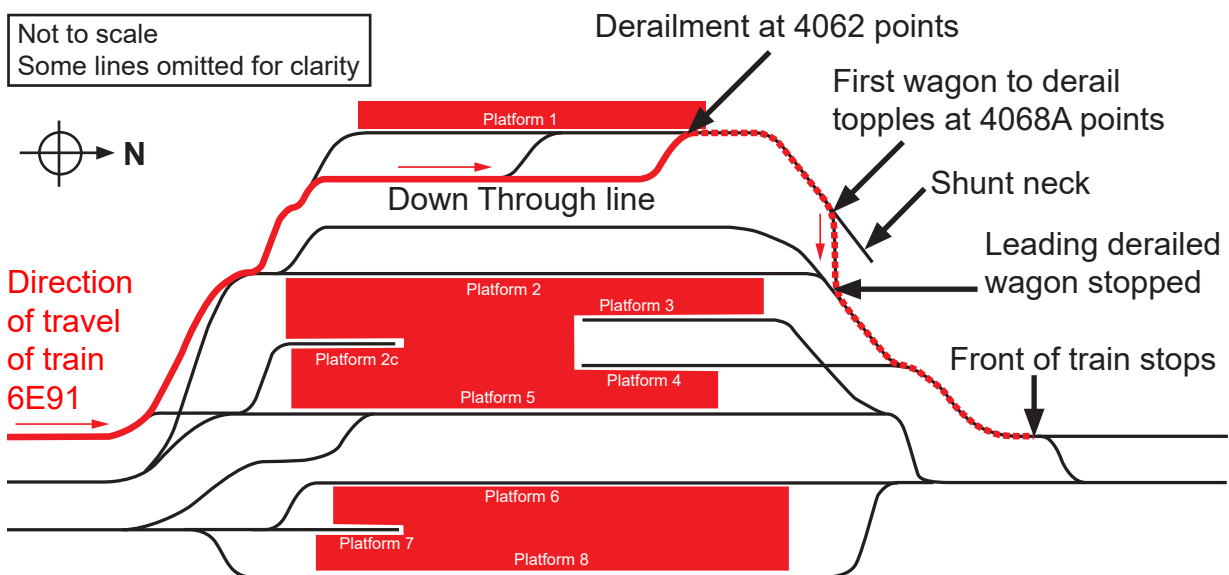 Not to scale
Some lines omitted for clarity
N
Derailment at 4062 points
First wagon to derail
topples at 4068A points
Platform 1
Shunt neck
Down Through line
Leading derailed
wagon stopped
Direction
of travel
of train
6E91
Platform 2
Platform 3
Platform 2c
Platform 4
Front of train stops
Platform 5
Platform 6
Platform 7
Platform 8